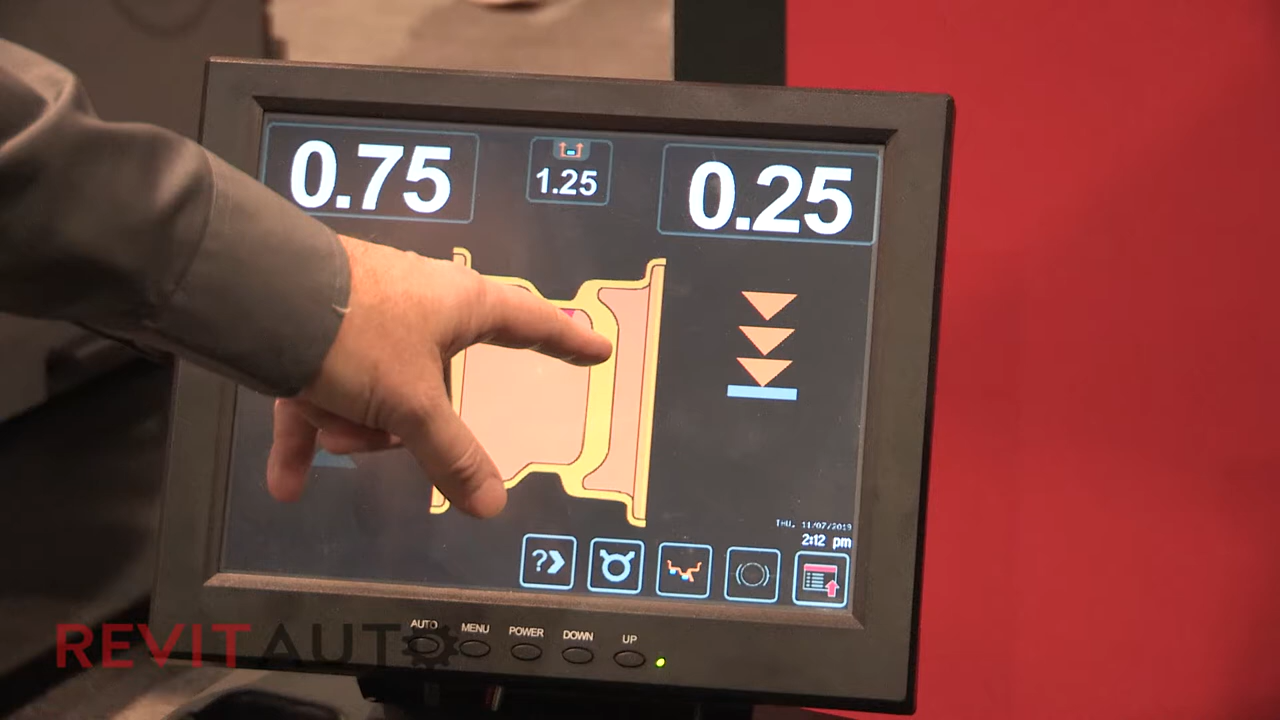 0.75
1.25
0.25
THU. 11/07/2019
2:12 pm
?
AUTO
MENU
POWER
DOWN
UP
REVITAUTO